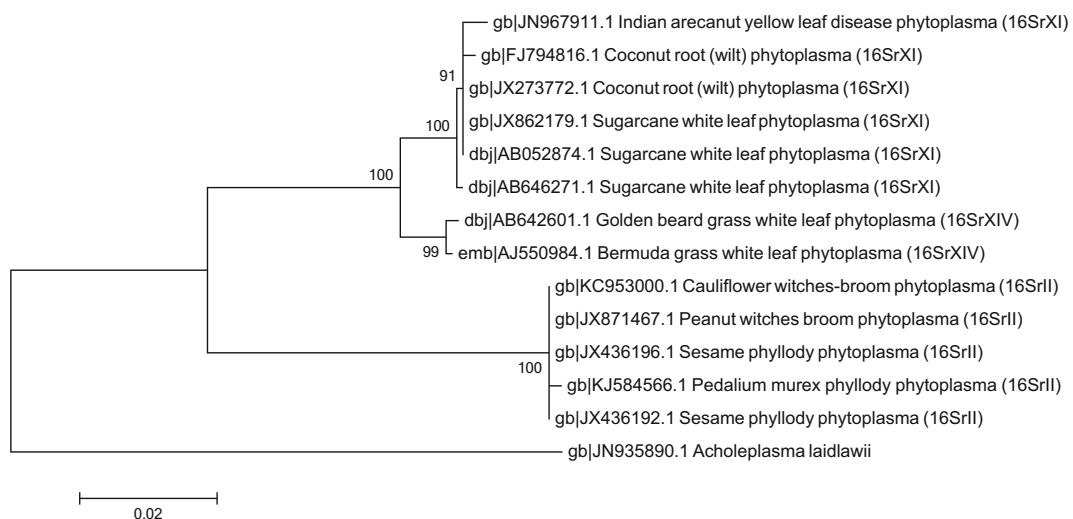 gb|JN967911.1 Indian arecanut yellow leaf disease phytoplasma (16SrXI)
gb|FJ794816.1 Coconut root (wilt) phytoplasma (16SrXI)
91
gb|JX273772.1 Coconut root (wilt) phytoplasma (16SrXI)
gb|JX862179.1 Sugarcane white leaf phytoplasma (16SrXI)
100
dbj|AB052874.1 Sugarcane white leaf phytoplasma (16SrXI)
100
dbj|AB646271.1 Sugarcane white leaf phytoplasma (16SrXI)
dbj|AB642601.1 Golden beard grass white leaf phytoplasma (16SrXIV)
99
emb|AJ550984.1 Bermuda grass white leaf phytoplasma (16SrXIV)
gb|KC953000.1 Cauliflower witches-broom phytoplasma (16SrII)
gb|JX871467.1 Peanut witches broom phytoplasma (16SrII)
gb|JX436196.1 Sesame phyllody phytoplasma (16SrII)
100
gb|KJ584566.1 Pedalium murex phyllody phytoplasma (16SrII)
gb|JX436192.1 Sesame phyllody phytoplasma (16SrII)
gb|JN935890.1 Acholeplasma laidlawii
0.02